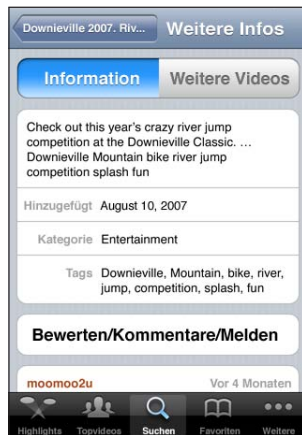 Downieville 2007. Riv... Weitere Infos
Information Weitere Videos
Check out this year's crazy river jump
competition at the Downieville Classic. ...
Downieville Mountain bike river jump
competition splash fun
Hinzugefügt August 10, 2007
Kategorie Entertainment
Tags Downieville, Mountain, bike, river,
jump, competition, splash, fun
Bewerten/Kommentare/Melden
moomoo2u Vor 4 Monaten
Highlights Topvideos Suchen Favoriten Weitere